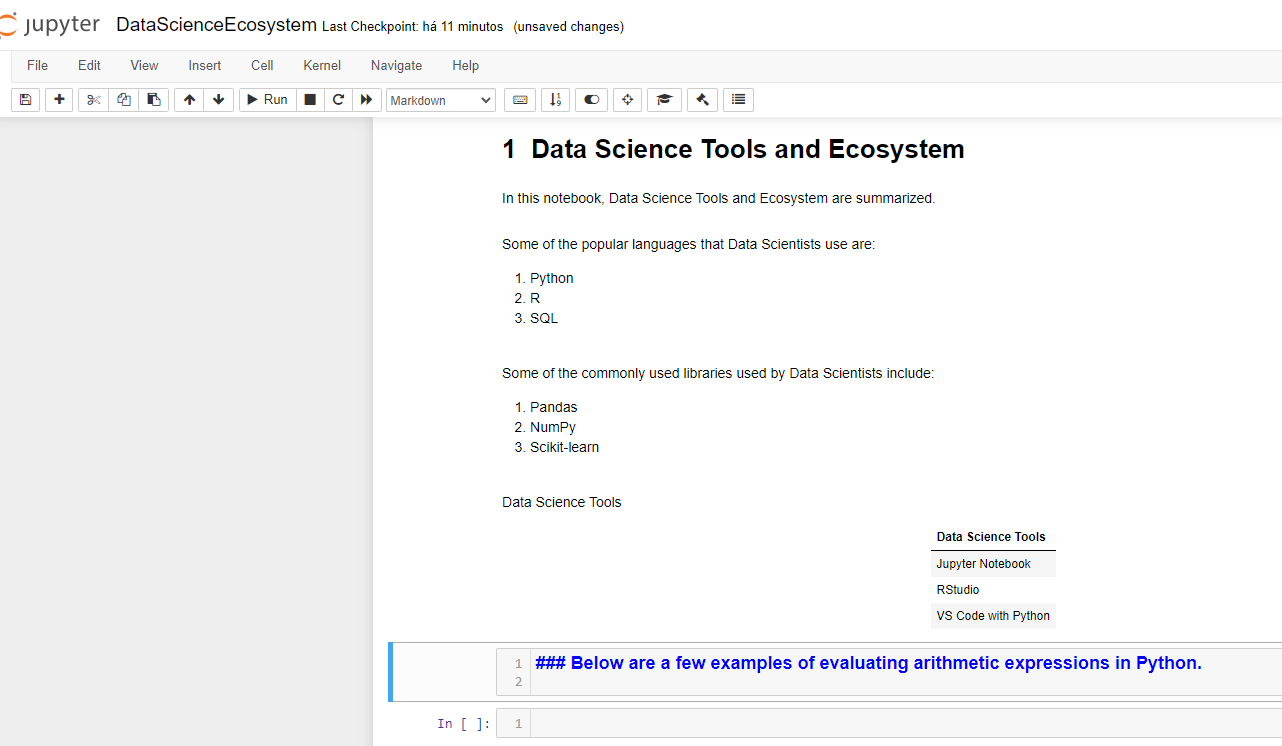 jupyter DataScienceEcosystem Last Checkpoint: há 11 minutos (unsaved changes)
File Edit View Insert Cell Kernel Navigate Help
Run Markdown
1 Data Science Tools and Ecosystem
In this notebook, Data Science Tools and Ecosystem are summarized.
Some of the popular languages that Data Scientists use are:
1. Python
2. R
3. SQL
Some of the commonly used libraries used by Data Scientists include:
1. Pandas
2. NumPy
3. Scikit-learn
Data Science Tools
Data Science Tools
Jupyter Notebook
RStudio
VS Code with Python
1 ### Below are a few examples of evaluating arithmetic expressions in Python.
2
In [ ]: 1